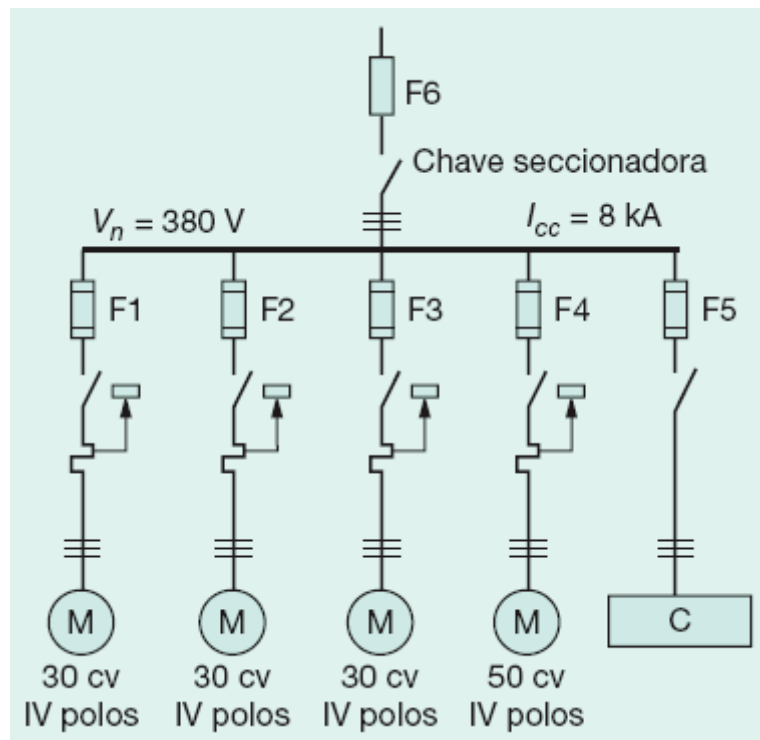 F6
Chave seccionadora
Vn = 380 V
Icc = 8 kA
F1
F2
F3
F4
F5
M
M
M
M
C
30 cv
IV polos
30 cv
IV polos
30 cv
IV polos
50 cv
IV polos